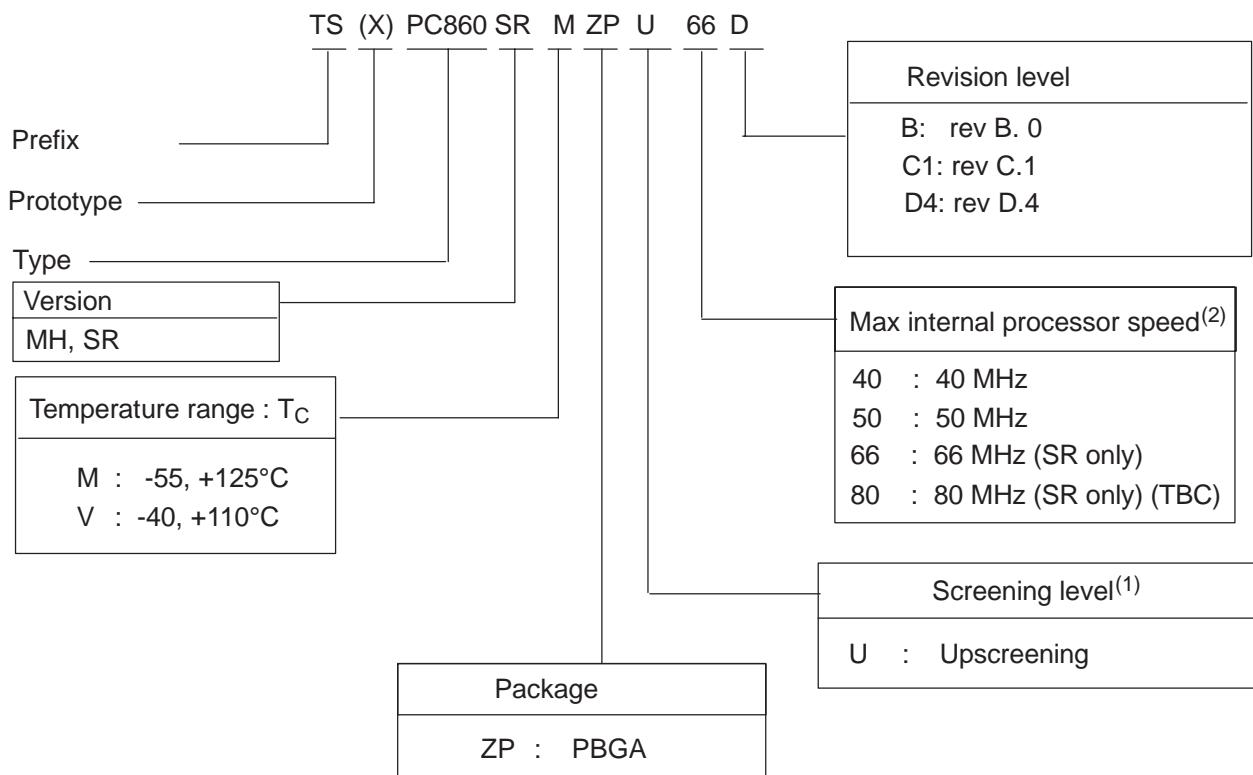 TS (X) PC860 SR M ZP U 66 D
Revision level
B: rev B. 0
C1: rev C.1
D4: rev D.4
Prefix
Prototype
Type
Version
MH, SR
Max internal processor speed(2)
40 : 40 MHz
50 : 50 MHz
66 : 66 MHz (SR only)
80 : 80 MHz (SR only) (TBC)
Temperature range : TC
M : -55, +125°C
V : -40, +110°C
Screening level(1)
U : Upscreening
Package
ZP : PBGA